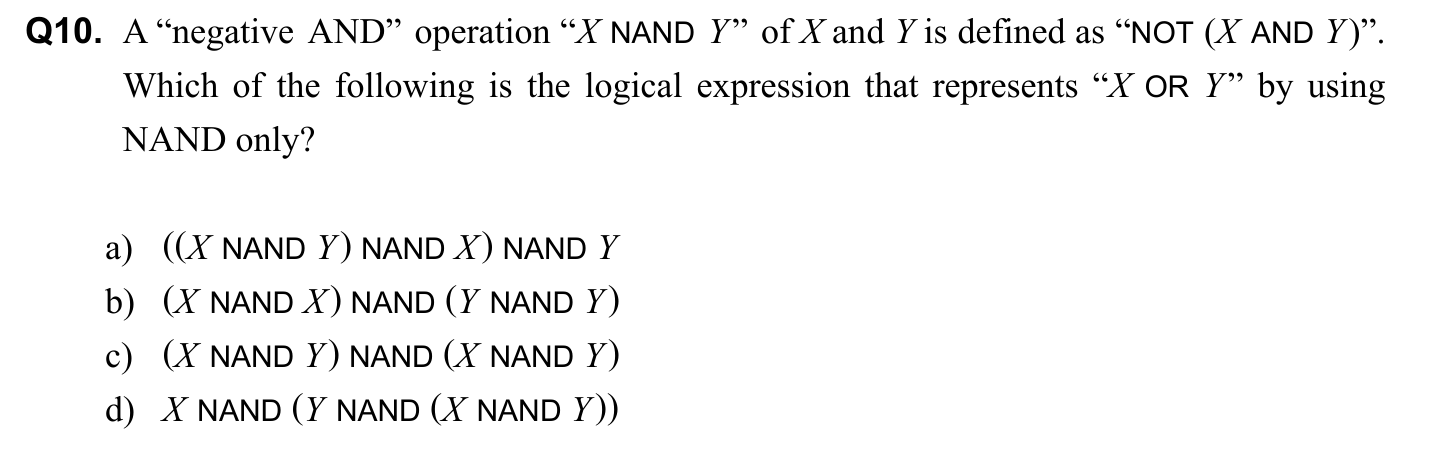 Q10. A “negative AND” operation “X NAND Y” of X and Y is defined as “NOT (X AND Y)”.
Which of the following is the logical expression that represents “X OR Y” by using
NAND only?
a) ((X NAND Y) NAND X) NAND Y
b) (X NAND X) NAND (Y NAND Y)
c) (X NAND Y) NAND (X NAND Y)
d) X NAND (Y NAND (X NAND Y))